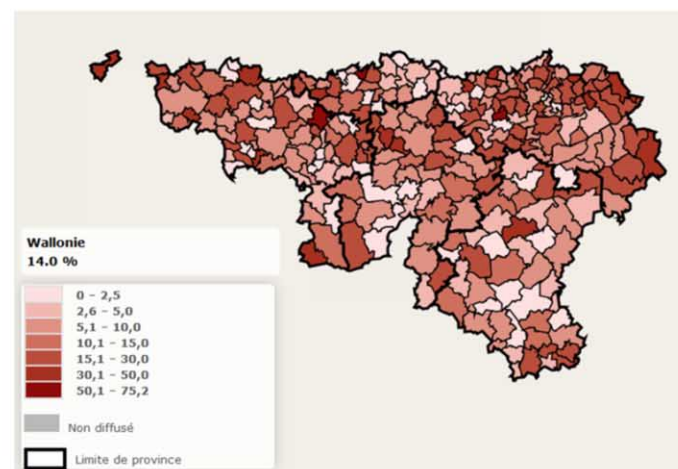 Wallonie
14.0 %
0 - 2,5
2,6 - 5,0
5,1 - 10,0
10,1 - 15,0
15,1 - 30,0
30,1 - 50,0
50,1 - 75,2
Non diffusé
Limite de province